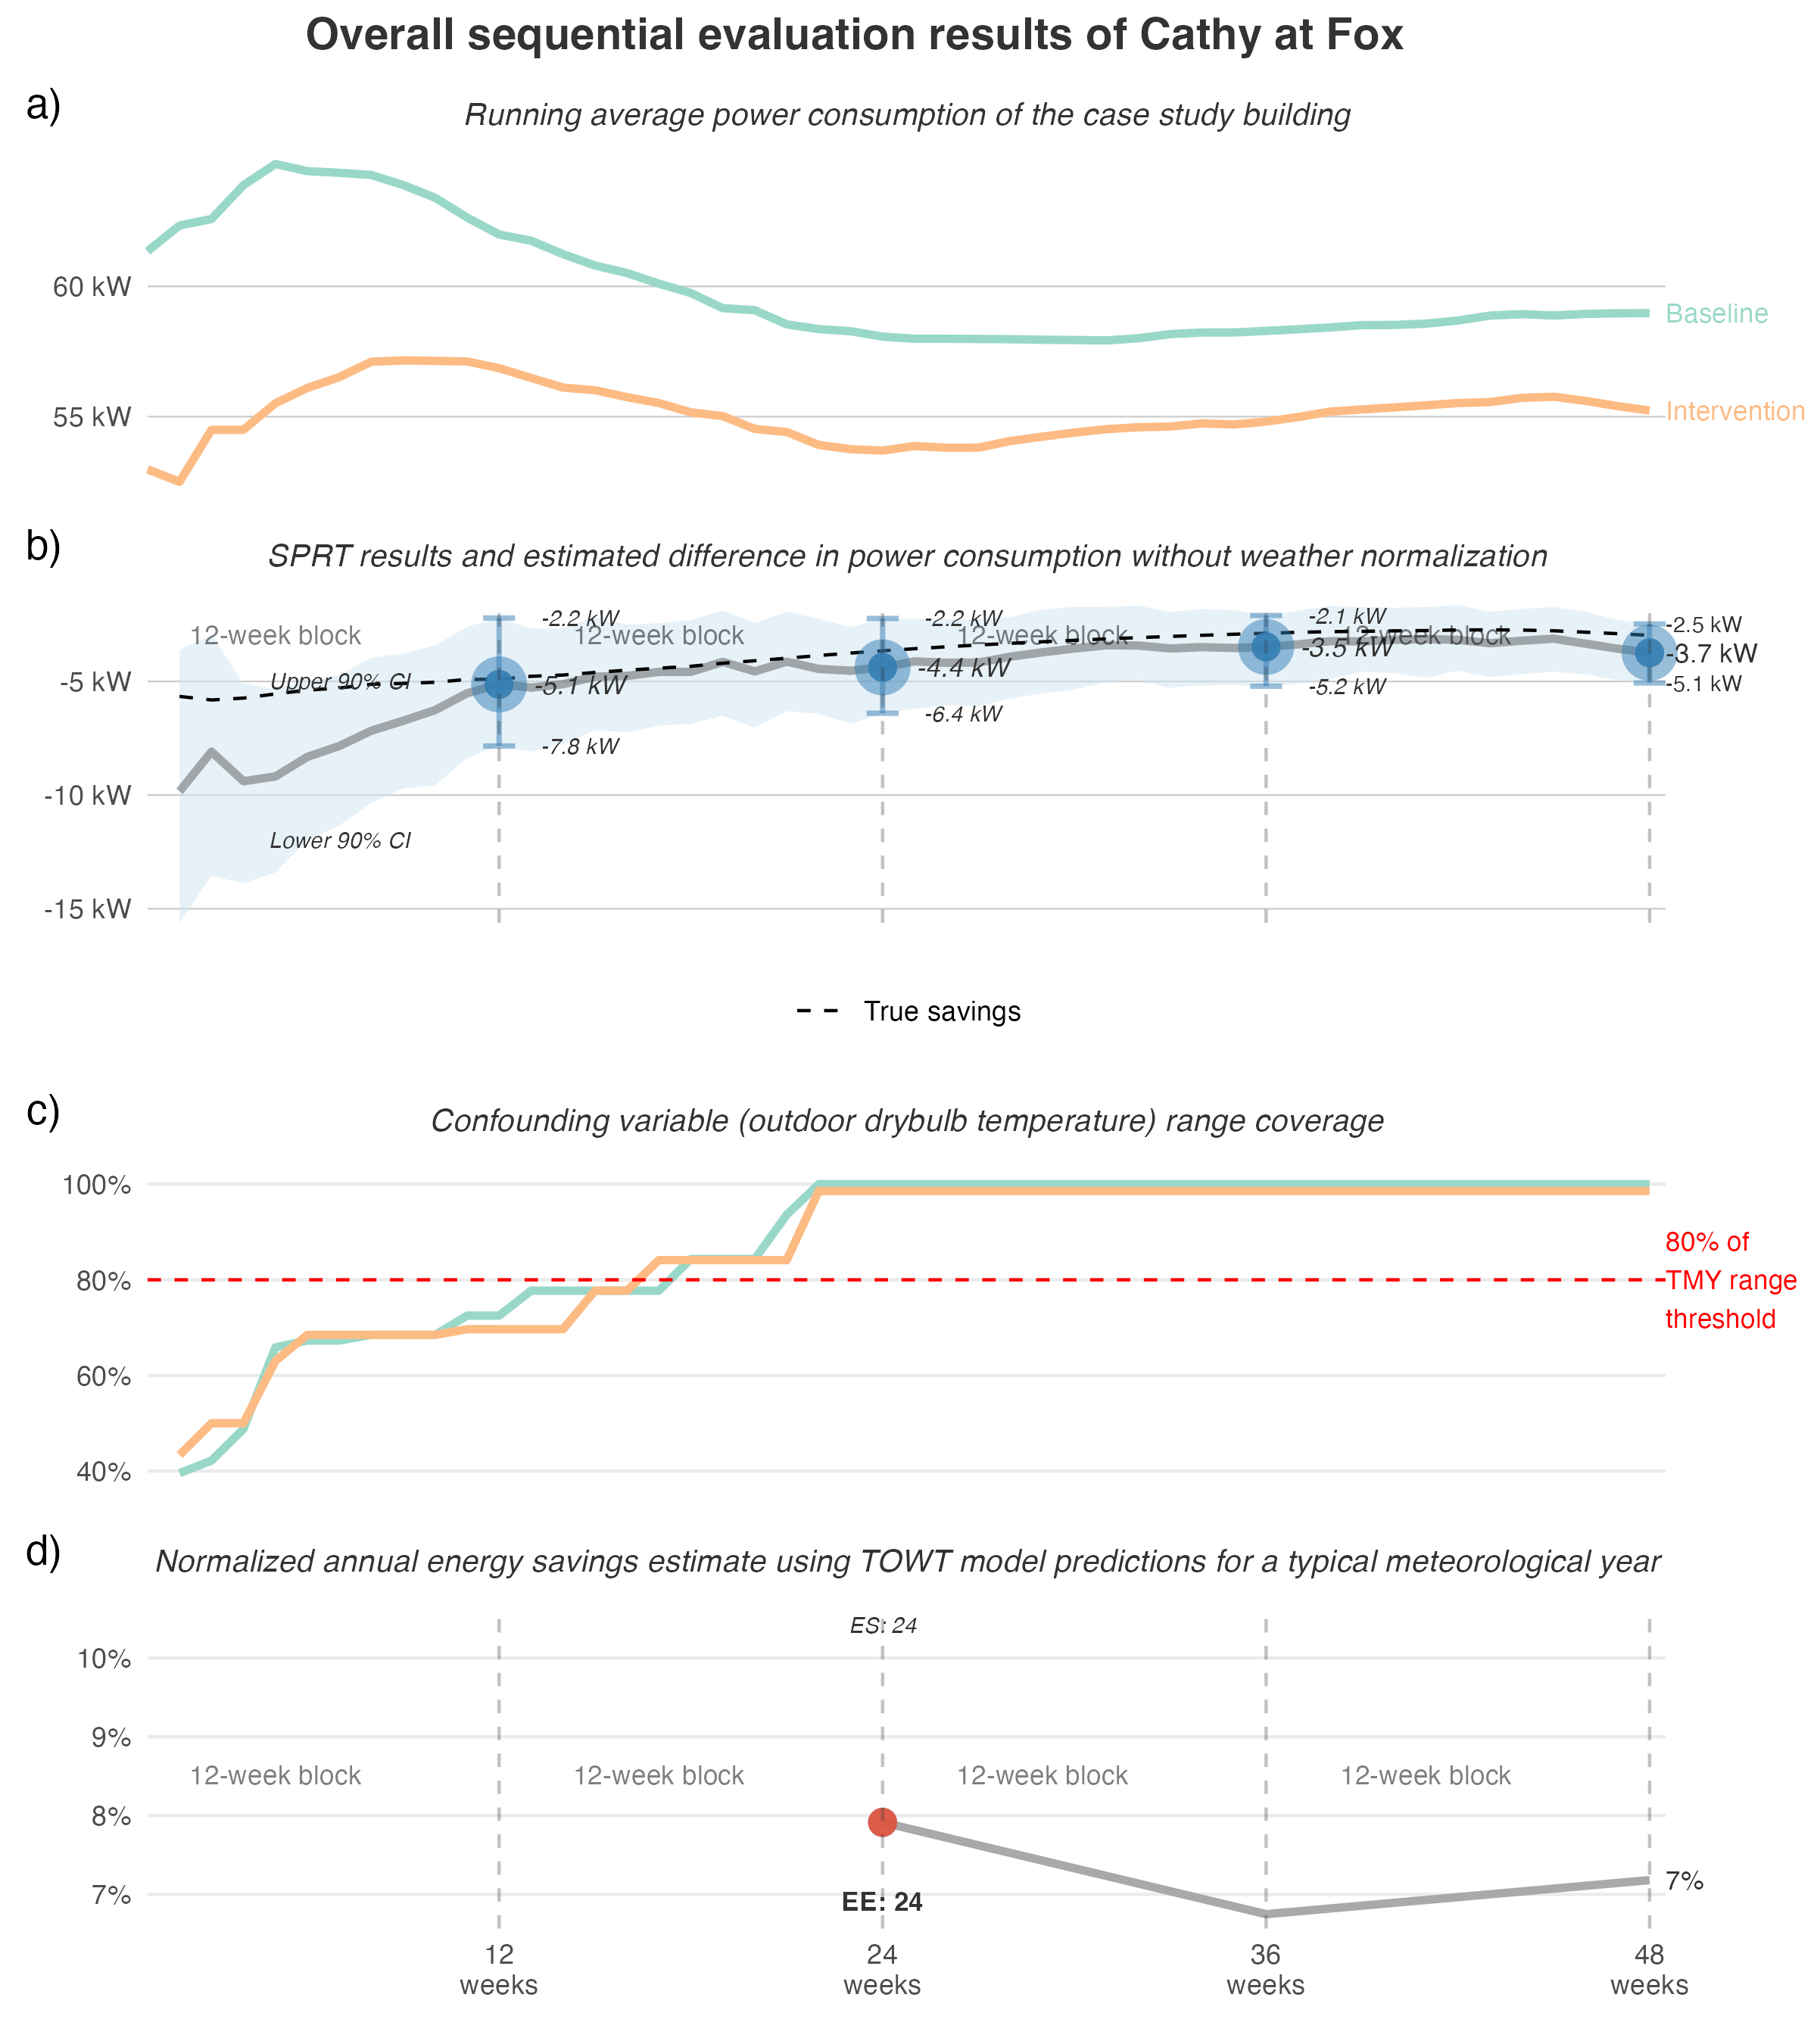 Overall sequential evaluation results of Cathy at Fox
a)
Running average power consumption of the case study building
60 kW
55 kW
Baseline
Intervention
b)
SPRT results and estimated difference in power consumption without weather normalization
12-week block
12-week block
12-week block
12-week block
-2.2 kW
-2.2 kW
-2.1 kW
-2.5 kW
Upper 90% CI
-5.1 kW
-4.4 kW
-3.5 kW
-3.7 kW
-7.8 kW
-6.4 kW
-5.2 kW
-5.1 kW
Lower 90% CI
-5 kW
-10 kW
-15 kW
True savings
c)
Confounding variable (outdoor drybulb temperature) range coverage
100%
80%
60%
40%
80% of
TMY range
threshold
d)
Normalized annual energy savings estimate using TOWT model predictions for a typical meteorological year
ES: 24
10%
9%
8%
7%
12-week block
12-week block
12-week block
12-week block
EE: 24
7%
12
weeks
24
weeks
36
weeks
48
weeks